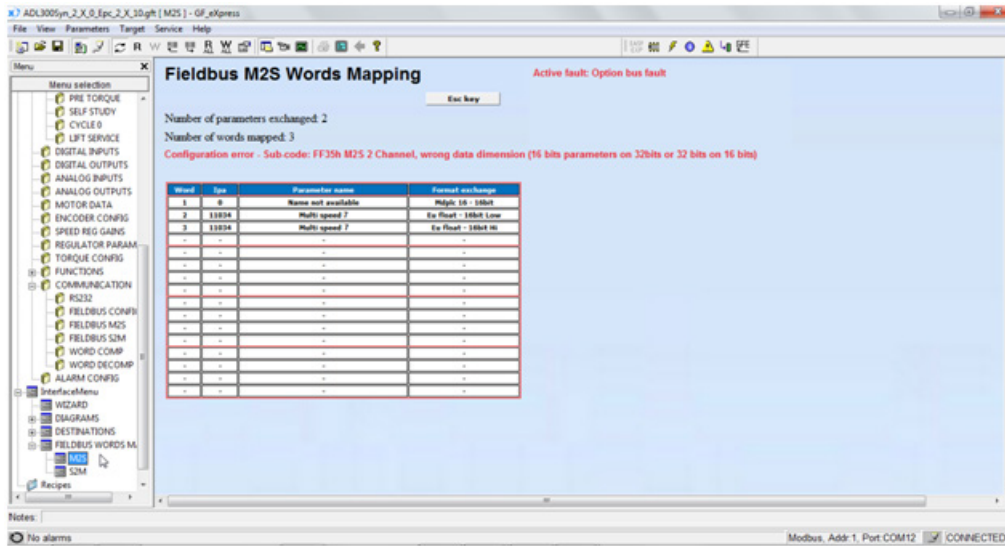 ADL300Syn_2_X_0_Epc_2_X_10.gft [ M2S ] - GF_eXpress
File View Parameters Target Service Help
Menu
Menu selection
PRE TORQUE
SELF STUDY
CYCLE0
LIFT SERVICE
DIGITAL INPUTS
DIGITAL OUTPUTS
ANALOG INPUTS
ANALOG OUTPUTS
MOTOR DATA
ENCODER CONFIG
SPEED REG GAINS
REGULATOR PARAM
TORQUE CONFIG
FUNCTIONS
COMMUNICATION
RS232
FIELDBUS CONFI
FIELDBUS M2S
FIELDBUS S2M
WORD COMP
WORD DECOMP
ALARM CONFIG
InterfaceMenu
WIZARD
DIAGRAMS
DESTINATIONS
FIELDBUS WORDS M
M2S
S2M
Recipes
Fieldbus M2S Words Mapping
Active fault: Option bus fault
Esc key
Number of parameters exchanged: 2
Number of words mapped: 3
Configuration error - Sub-code: FF35h M2S 2 Channel, wrong data dimension (16 bits parameters on 32bits or 32 bits on 16 bits)
Word Ipa Parameter name Format exchange
1 0 Name not available Mdplc 16 - 16bit
2 11034 Multi speed 7 Eu float - 16bit Low
3 11034 Multi speed 7 Eu float - 16bit Hi
- - - -
- - - -
- - - -
- - - -
- - - -
- - - -
- - - -
- - - -
- - - -
- - - -
- - - -
- - - -
- - - -
Notes:
No alarms
Modbus, Addr:1, Port:COM12 CONNECTED